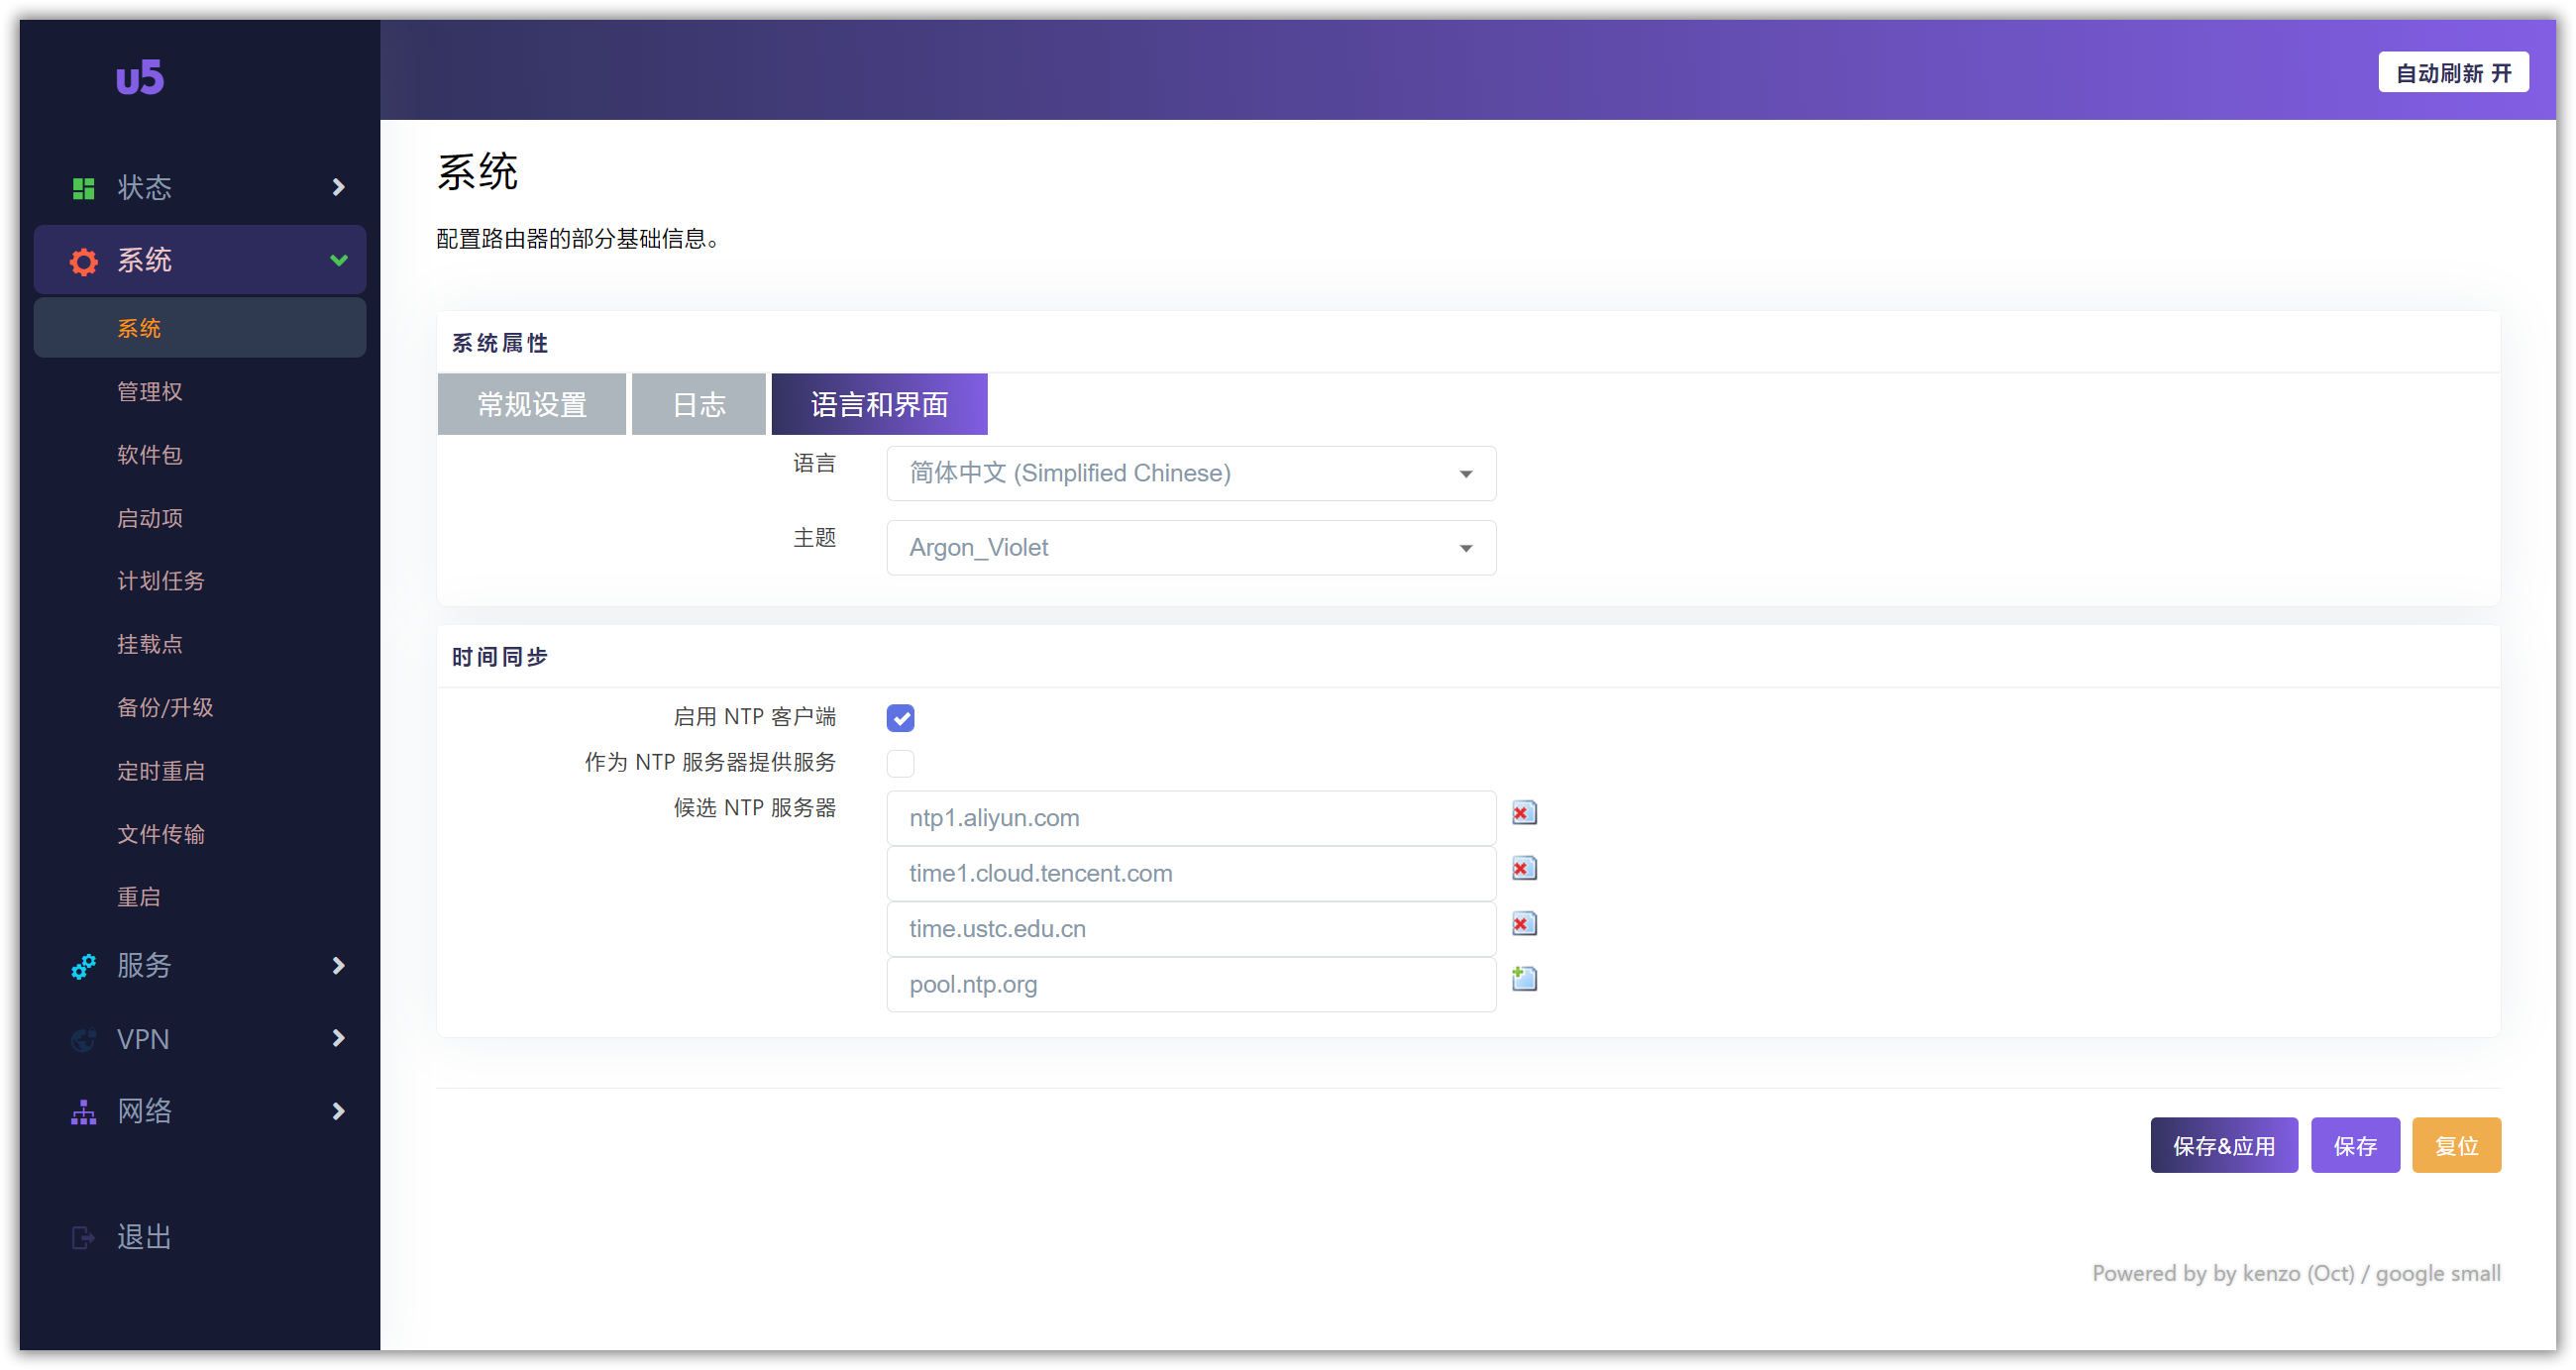 u5
自动刷新 开
状态
系统
系统
管理权
软件包
启动项
计划任务
挂载点
备份/升级
定时重启
文件传输
重启
服务
VPN
网络
退出
系统
配置路由器的部分基础信息。
系统属性
常规设置 日志 语言和界面
语言 简体中文 (Simplified Chinese)
主题 Argon_Violet
时间同步
启用 NTP 客户端
作为 NTP 服务器提供服务
候选 NTP 服务器 ntp1.aliyun.com
time1.cloud.tencent.com
time.ustc.edu.cn
pool.ntp.org
保存&应用 保存 复位
Powered by by kenzo (Oct) / google small